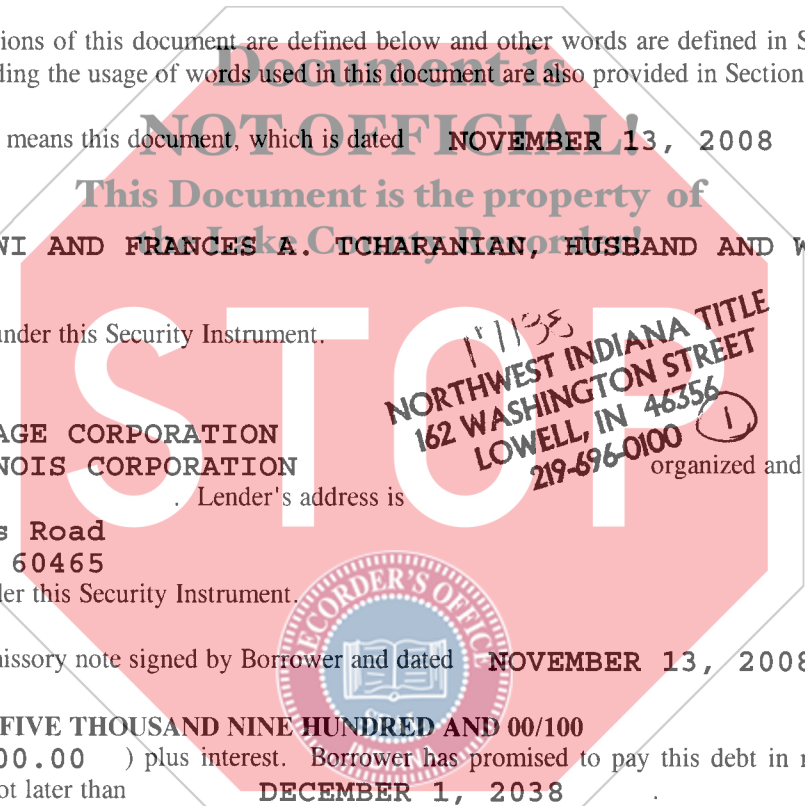 ions of this document are defined below and other words are defined in S
Document is
ding the usage of words used in this document are also provided in Section
NOT OFFICIAL!
means this document, which is dated NOVEMBER 13, 2008
This Document is the property of
the Lake County Recorder!
NI AND FRANCES A. TCHARANIAN, HUSBAND AND W
under this Security Instrument.
STOP
NORTHWEST INDIANA TITLE
162 WASHINGTON STREET
LOWELL, IN 46356
219-696-0100 1
AGE CORPORATION
NOIS CORPORATION
organized and
. Lender's address is
s Road
60465
der this Security Instrument.
RECORDER'S OFFICE
nissory note signed by Borrower and dated NOVEMBER 13, 2008
FIVE THOUSAND NINE HUNDRED AND 00/100
00.00 ) plus interest. Borrower has promised to pay this debt in
ot later than DECEMBER 1, 2038 .